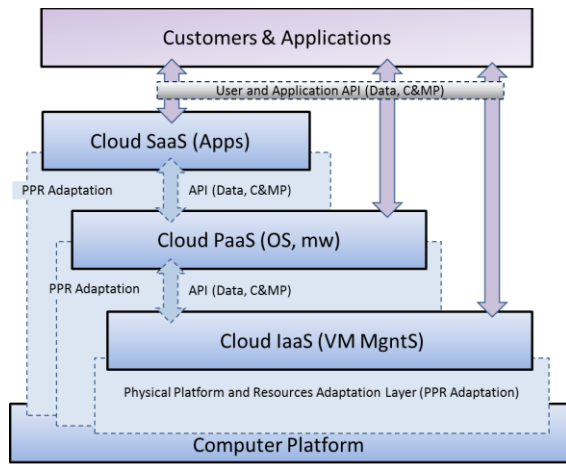 Customers & Applications
User and Application API (Data, C&MP)
Cloud SaaS (Apps)
PPR Adaptation
API (Data, C&MP)
Cloud PaaS (OS, mw)
PPR Adaptation
API (Data, C&MP)
Cloud IaaS (VM MgntS)
Physical Platform and Resources Adaptation Layer (PPR Adaptation)
Computer Platform